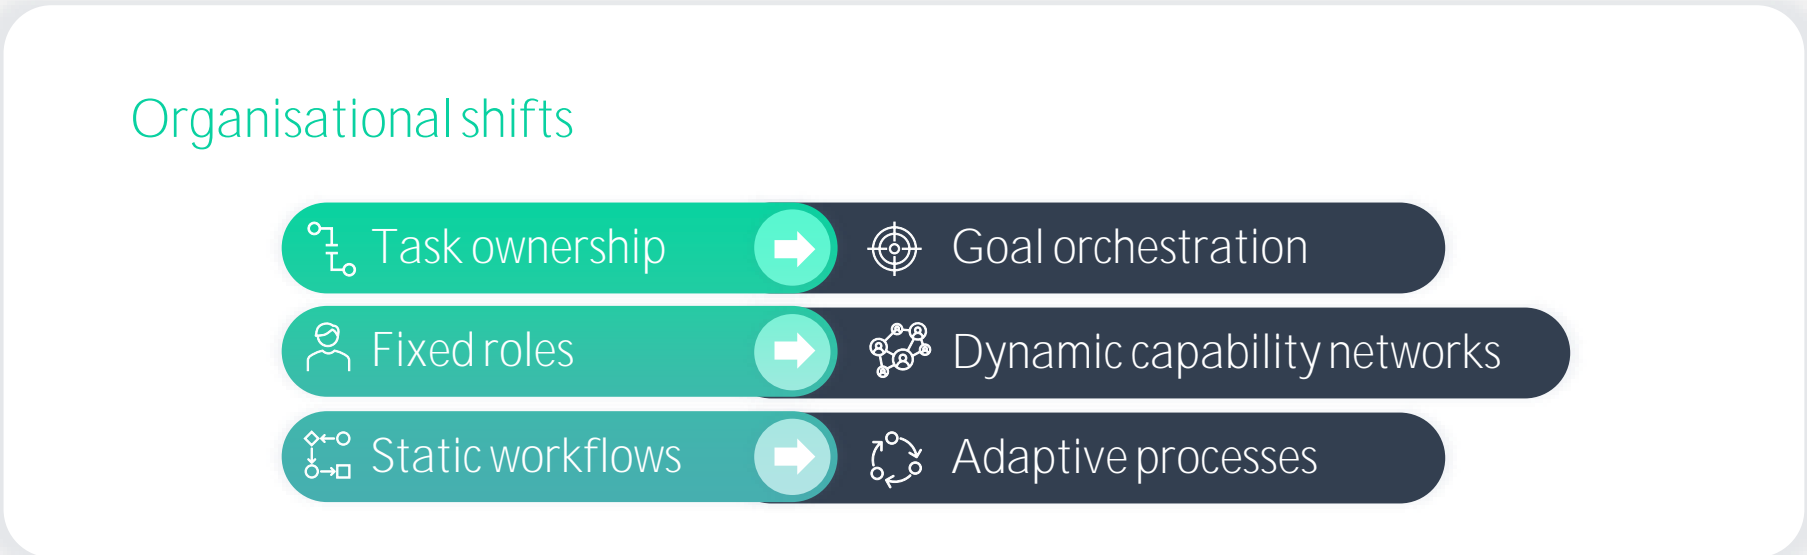 Organisational shifts
Task ownership
Goal orchestration
Fixed roles
Dynamic capability networks
Static workflows
Adaptive processes